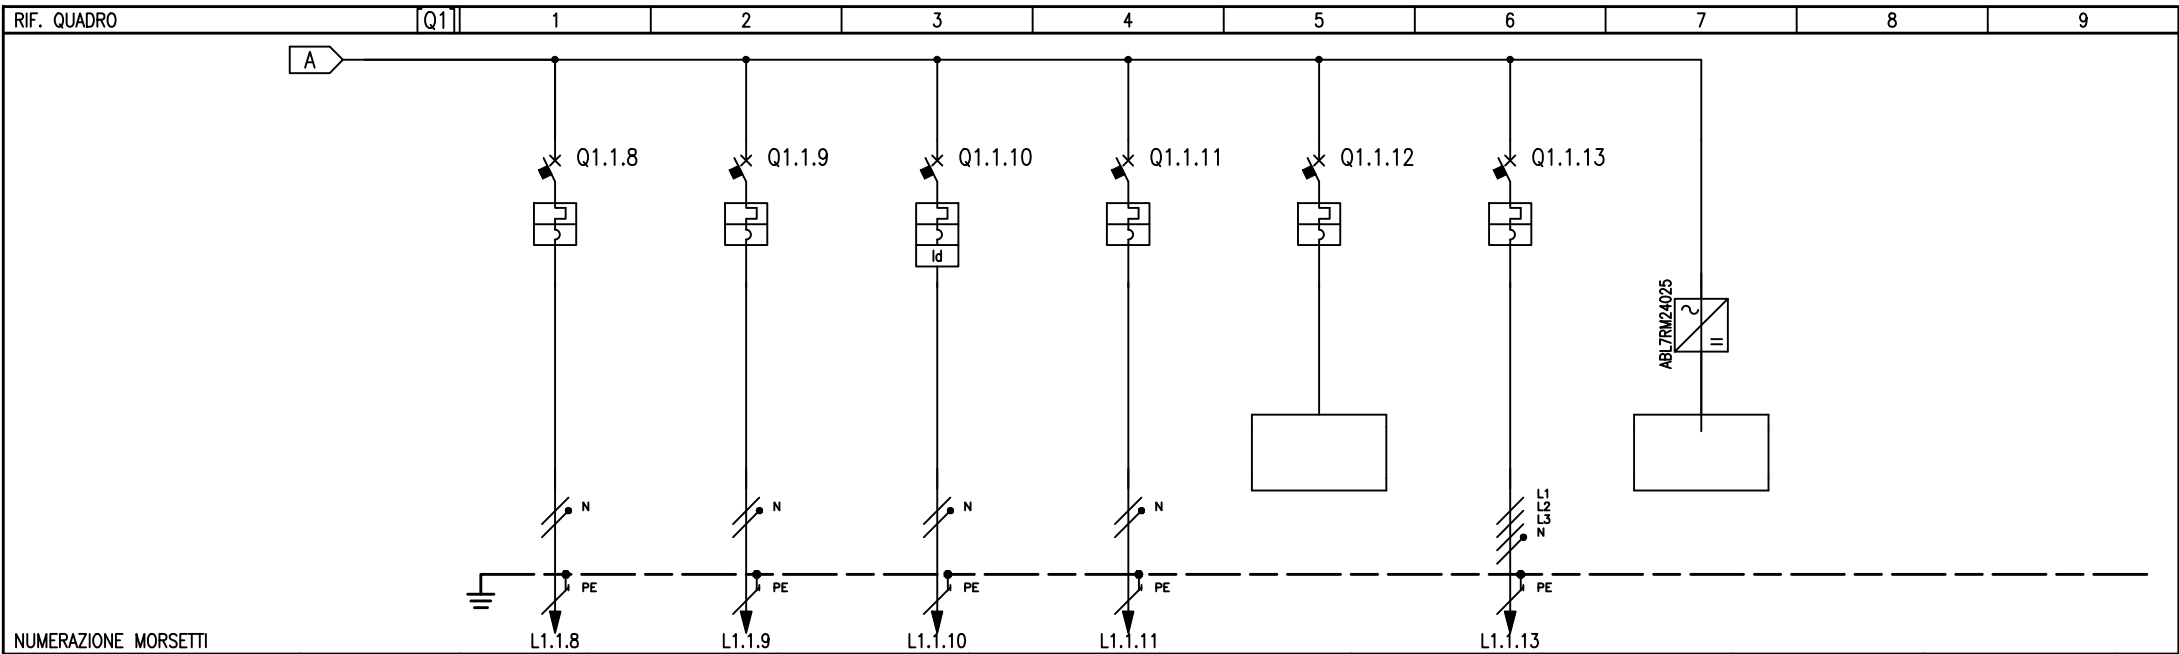 RIF. QUADRO Q1 1 2 3 4 5 6 7 8 9
A
Q1.1.8 Q1.1.9 Q1.1.10 Q1.1.11 Q1.1.12 Q1.1.13
Id
ABL7RM24025
N N N N
L1
L2
L3
N
PE PE PE PE PE
NUMERAZIONE MORSETTI L1.1.8 L1.1.9 L1.1.10 L1.1.11 L1.1.13